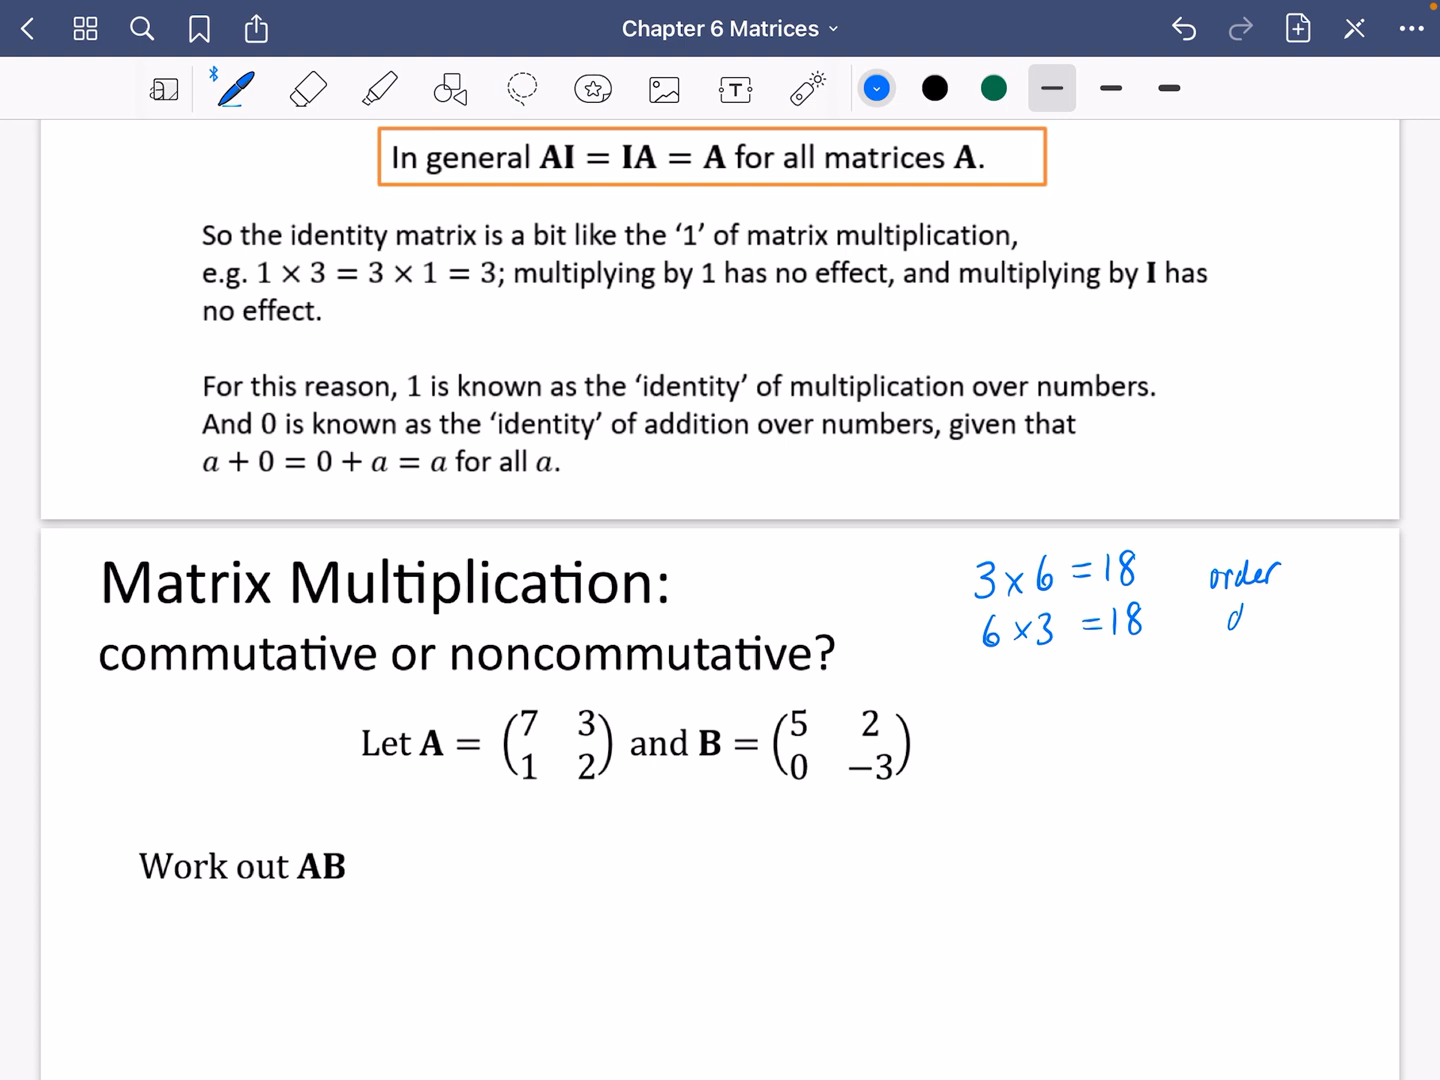 Chapter 6 Matrices
In general AI = IA = A for all matrices A.
So the identity matrix is a bit like the ‘1’ of matrix multiplication,
e.g. 1 × 3 = 3 × 1 = 3; multiplying by 1 has no effect, and multiplying by I has
no effect.
For this reason, 1 is known as the ‘identity’ of multiplication over numbers.
And 0 is known as the ‘identity’ of addition over numbers, given that
a + 0 = 0 + a = a for all a.
Matrix Multiplication:
commutative or noncommutative?
3 × 6 = 18
6 × 3 = 18
order
d
Let A = (7 3
1 2) and B = (5 2
0 −3)
Work out AB